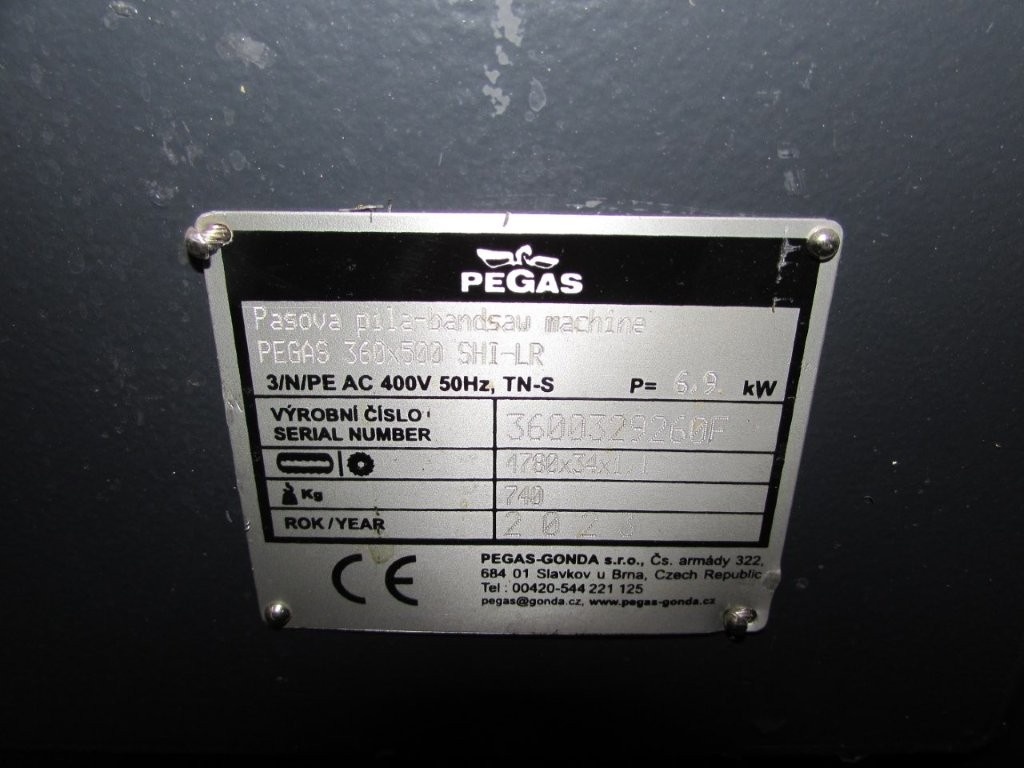 PEGAS
Pasova pila-bandsaw machine
PEGAS 360x500 SHI-LR
3/N/PE AC 400V 50Hz, TN-S P= 6.9 kW
VÝROBNÍ ČÍSLO
SERIAL NUMBER 3600329260F
4780x34x1,1
Kg 740
ROK/YEAR 2020
CE
PEGAS-GONDA s.r.o., Čs. armády 322,
684 01 Slavkov u Brna, Czech Republic
Tel : 00420-544 221 125
pegas@gonda.cz, www.pegas-gonda.cz